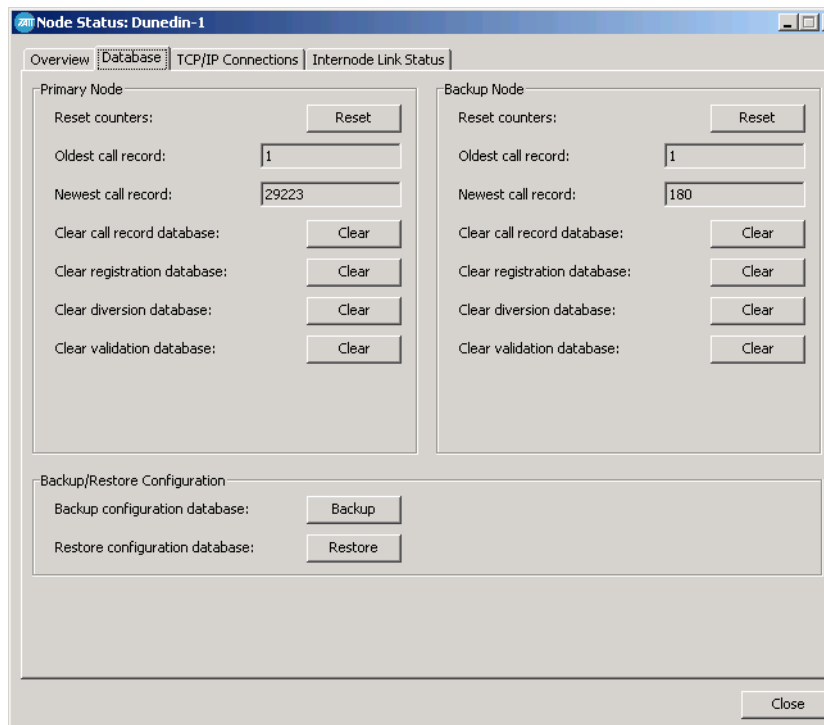 TAIT Node Status: Dunedin-1
Overview Database TCP/IP Connections Internode Link Status
Primary Node
Reset counters: Reset
Oldest call record: 1
Newest call record: 29223
Clear call record database: Clear
Clear registration database: Clear
Clear diversion database: Clear
Clear validation database: Clear
Backup Node
Reset counters: Reset
Oldest call record: 1
Newest call record: 180
Clear call record database: Clear
Clear registration database: Clear
Clear diversion database: Clear
Clear validation database: Clear
Backup/Restore Configuration
Backup configuration database: Backup
Restore configuration database: Restore
Close